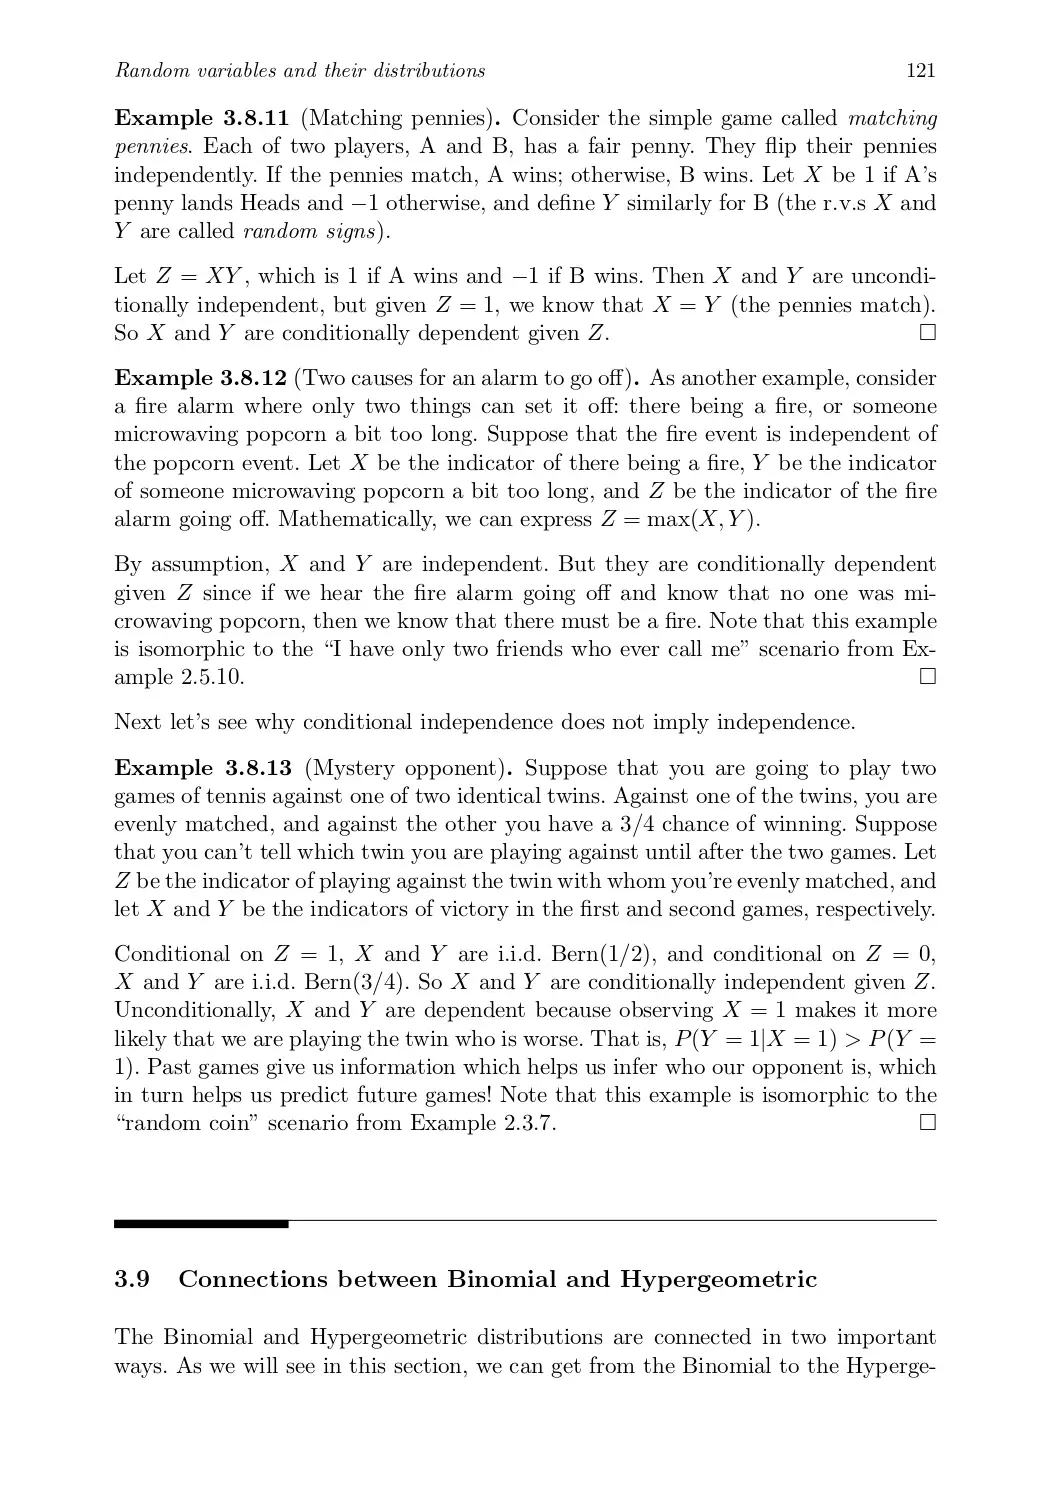 Random variables and their distributions 121
Example 3.8.11 (Matching pennies). Consider the simple game called matching
pennies. Each of two players, A and B, has a fair penny. They flip their pennies
independently. If the pennies match, A wins; otherwise, B wins. Let X be 1 if A's
penny lands Heads and −1 otherwise, and define Y similarly for B (the r.v.s X and
Y are called random signs).
Let Z = XY, which is 1 if A wins and −1 if B wins. Then X and Y are uncondi-
tionally independent, but given Z = 1, we know that X = Y (the pennies match).
So X and Y are conditionally dependent given Z. □
Example 3.8.12 (Two causes for an alarm to go off). As another example, consider
a fire alarm where only two things can set it off: there being a fire, or someone
microwaving popcorn a bit too long. Suppose that the fire event is independent of
the popcorn event. Let X be the indicator of there being a fire, Y be the indicator
of someone microwaving popcorn a bit too long, and Z be the indicator of the fire
alarm going off. Mathematically, we can express Z = max(X, Y).
By assumption, X and Y are independent. But they are conditionally dependent
given Z since if we hear the fire alarm going off and know that no one was mi-
crowaving popcorn, then we know that there must be a fire. Note that this example
is isomorphic to the “I have only two friends who ever call me” scenario from Ex-
ample 2.5.10. □
Next let's see why conditional independence does not imply independence.
Example 3.8.13 (Mystery opponent). Suppose that you are going to play two
games of tennis against one of two identical twins. Against one of the twins, you are
evenly matched, and against the other you have a 3/4 chance of winning. Suppose
that you can't tell which twin you are playing against until after the two games. Let
Z be the indicator of playing against the twin with whom you're evenly matched, and
let X and Y be the indicators of victory in the first and second games, respectively.
Conditional on Z = 1, X and Y are i.i.d. Bern(1/2), and conditional on Z = 0,
X and Y are i.i.d. Bern(3/4). So X and Y are conditionally independent given Z.
Unconditionally, X and Y are dependent because observing X = 1 makes it more
likely that we are playing the twin who is worse. That is, P(Y = 1|X = 1) > P(Y =
1). Past games give us information which helps us infer who our opponent is, which
in turn helps us predict future games! Note that this example is isomorphic to the
“random coin” scenario from Example 2.3.7. □
3.9 Connections between Binomial and Hypergeometric
The Binomial and Hypergeometric distributions are connected in two important
ways. As we will see in this section, we can get from the Binomial to the Hyperge-